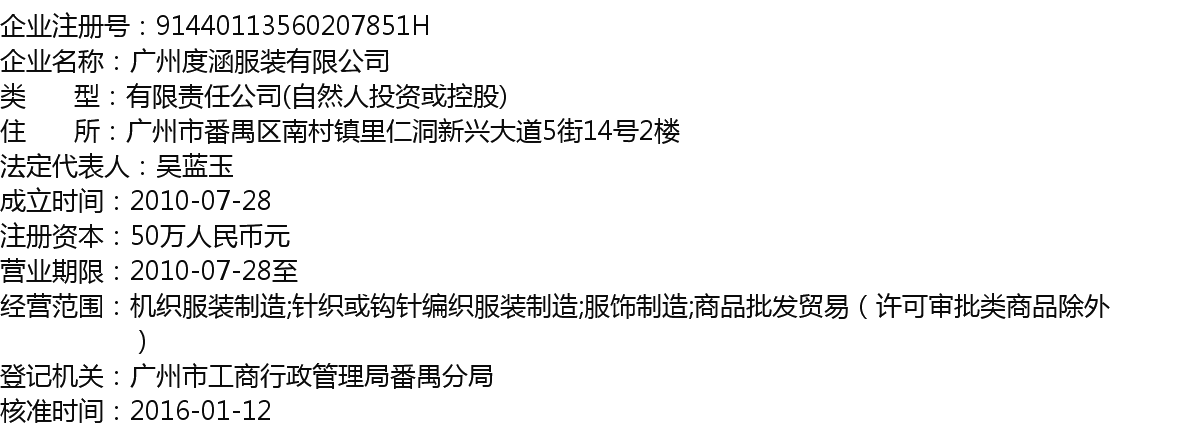 企业注册号：91440113560207851H
企业名称：广州度涵服装有限公司
类　　型：有限责任公司(自然人投资或控股)
住　　所：广州市番禺区南村镇里仁洞新兴大道5街14号2楼
法定代表人：吴蓝玉
成立时间：2010-07-28
注册资本：50万人民币元
营业期限：2010-07-28至
经营范围：机织服装制造;针织或钩针编织服装制造;服饰制造;商品批发贸易（许可审批类商品除外
）
登记机关：广州市工商行政管理局番禺分局
核准时间：2016-01-12